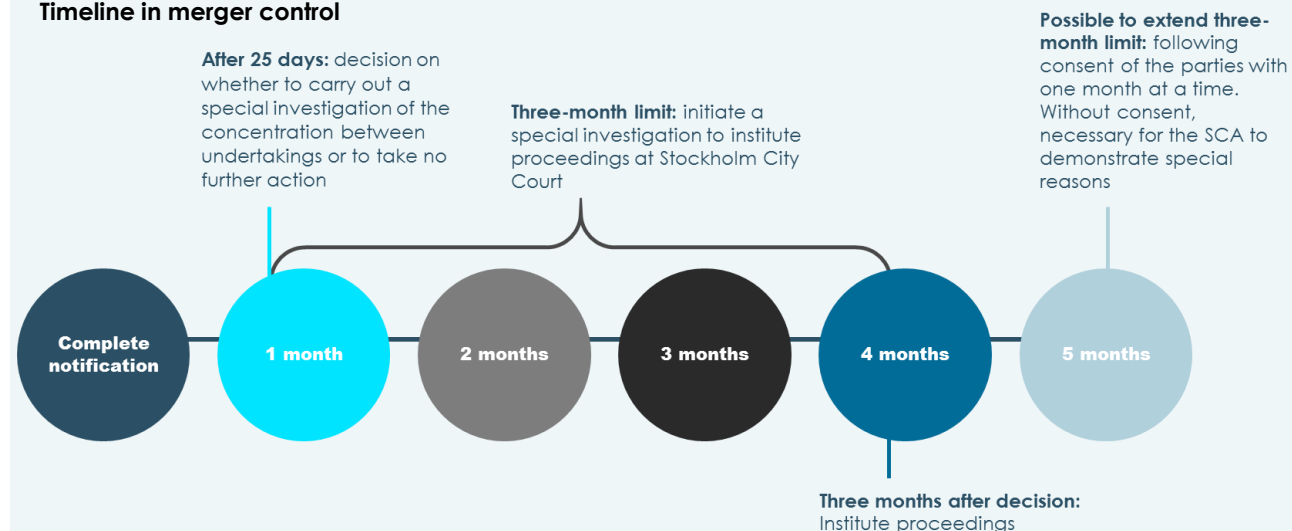 Timeline in merger control
After 25 days: decision on
whether to carry out a
special investigation of the
concentration between
undertakings or to take no
further action
Three-month limit: initiate a
special investigation to institute
proceedings at Stockholm City
Court
Possible to extend three-
month limit: following
consent of the parties with
one month at a time.
Without consent,
necessary for the SCA to
demonstrate special
reasons
Complete
notification
1 month
2 months
3 months
4 months
5 months
Three months after decision:
Institute proceedings